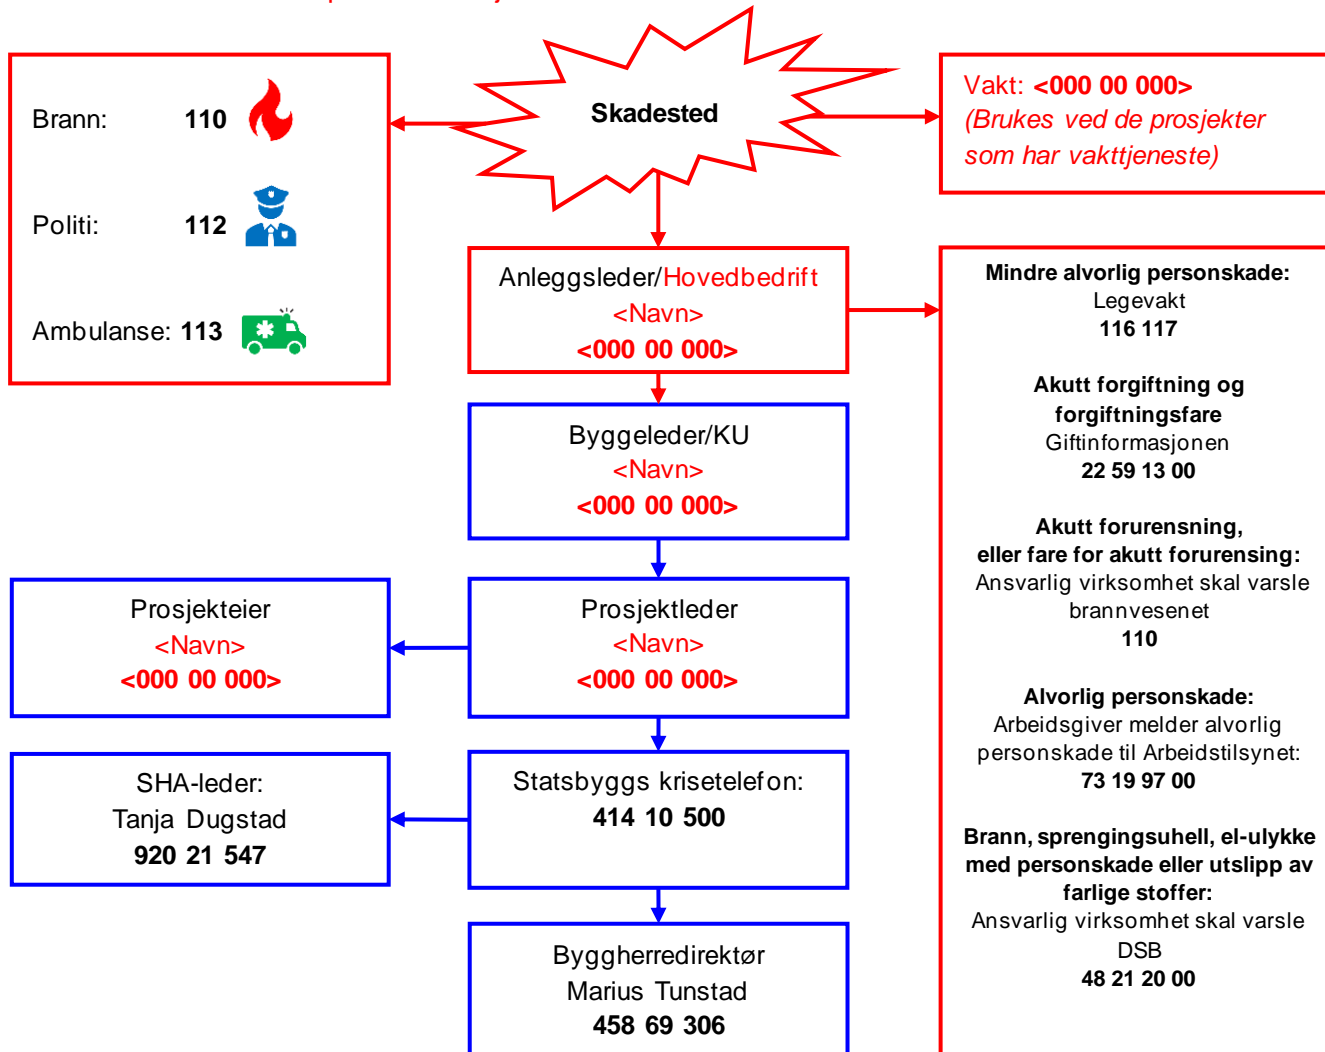 Skadested
Brann: 110
Politi: 112
Ambulanse: 113
Vakt: <000 00 000>
(Brukes ved de prosjekter
som har vakttjeneste)
Anleggsleder/Hovedbedrift
<Navn>
<000 00 000>
Byggeleder/KU
<Navn>
<000 00 000>
Prosjekteier
<Navn>
<000 00 000>
Prosjektleder
<Navn>
<000 00 000>
SHA-leder:
Tanja Dugstad
920 21 547
Statsbyggs krisetelefon:
414 10 500
Byggherredirektør
Marius Tunstad
458 69 306
Mindre alvorlig personskade:
Legevakt
116 117
Akutt forgiftning og
forgiftningsfare
Giftinformasjonen
22 59 13 00
Akutt forurensning,
eller fare for akutt forurensing:
Ansvarlig virksomhet skal varsle
brannvesenet
110
Alvorlig personskade:
Arbeidsgiver melder alvorlig
personskade til Arbeidstilsynet:
73 19 97 00
Brann, sprengingsuhell, el-ulykke
med personskade eller utslipp av
farlige stoffer:
Ansvarlig virksomhet skal varsle
DSB
48 21 20 00